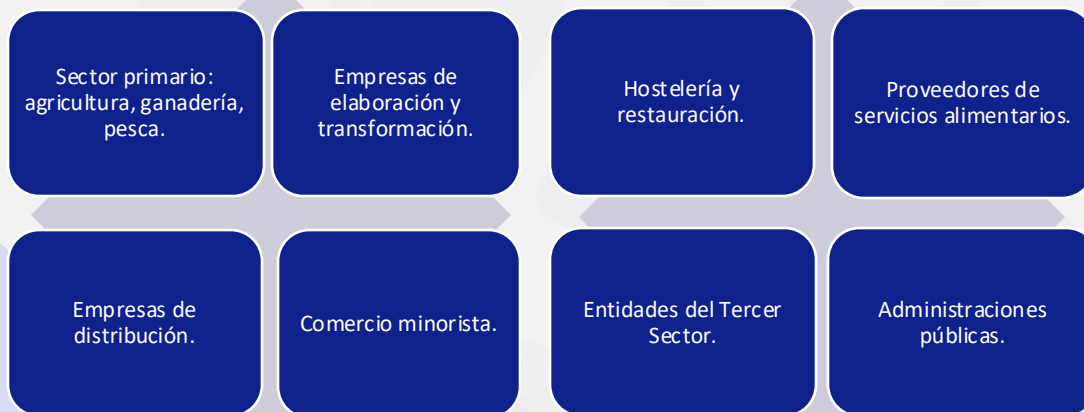 Sector primario:
agricultura, ganadería,
pesca.
Empresas de
elaboración y
transformación.
Hostelería y
restauración.
Proveedores de
servicios alimentarios.
Empresas de
distribución.
Comercio minorista.
Entidades del Tercer
Sector.
Administraciones
públicas.